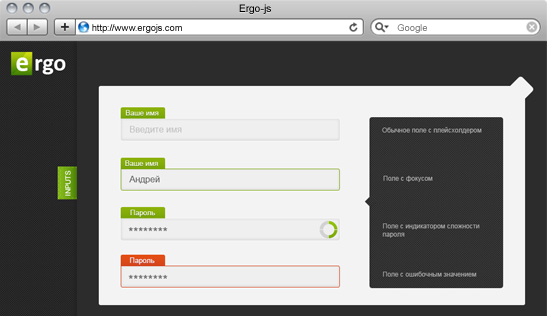 Ergo-js
http://www.ergojs.com
Google
ergo
Ваше имя
Введите имя
Обычное поле с плейсхолдером
INPUTS
Ваше имя
Андрей
Поле с фокусом
Пароль
********
Поле с индикатором сложности
пароля
Пароль
********
Поле с ошибочным значением